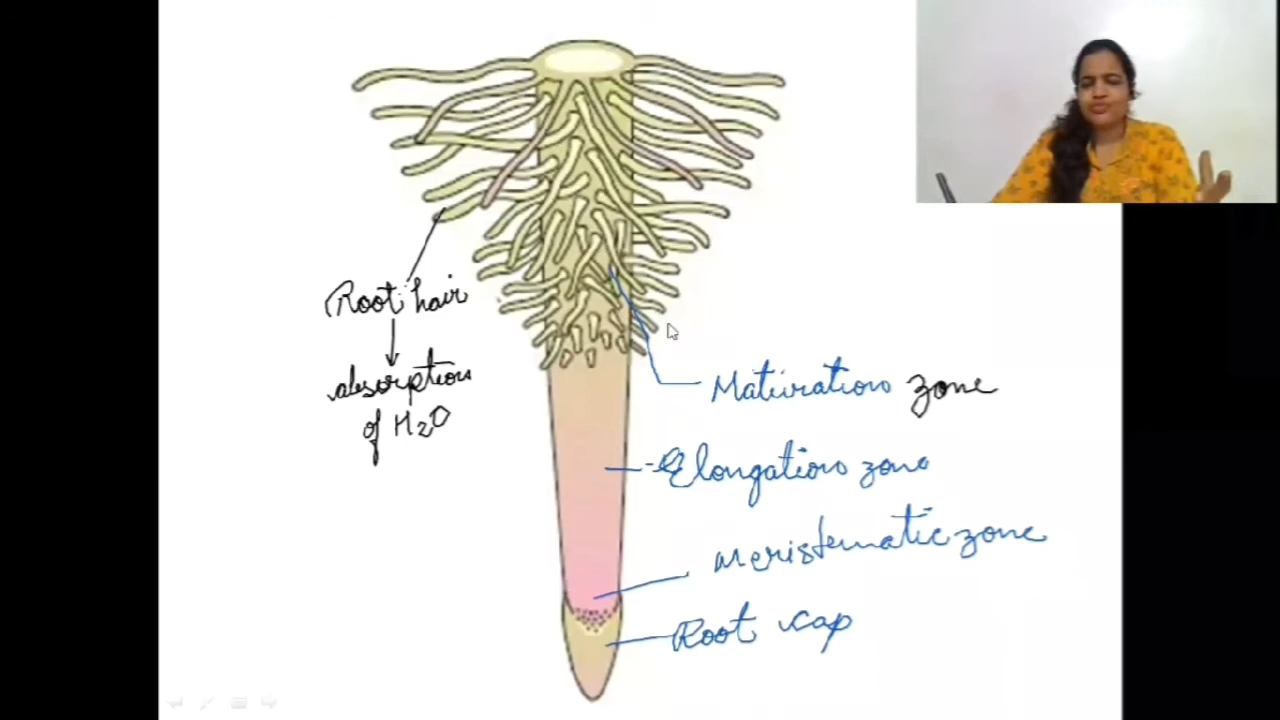 Root hair
absorption
of H2O
Maturation zone
Elongation zone
meristematic zone
Root cap